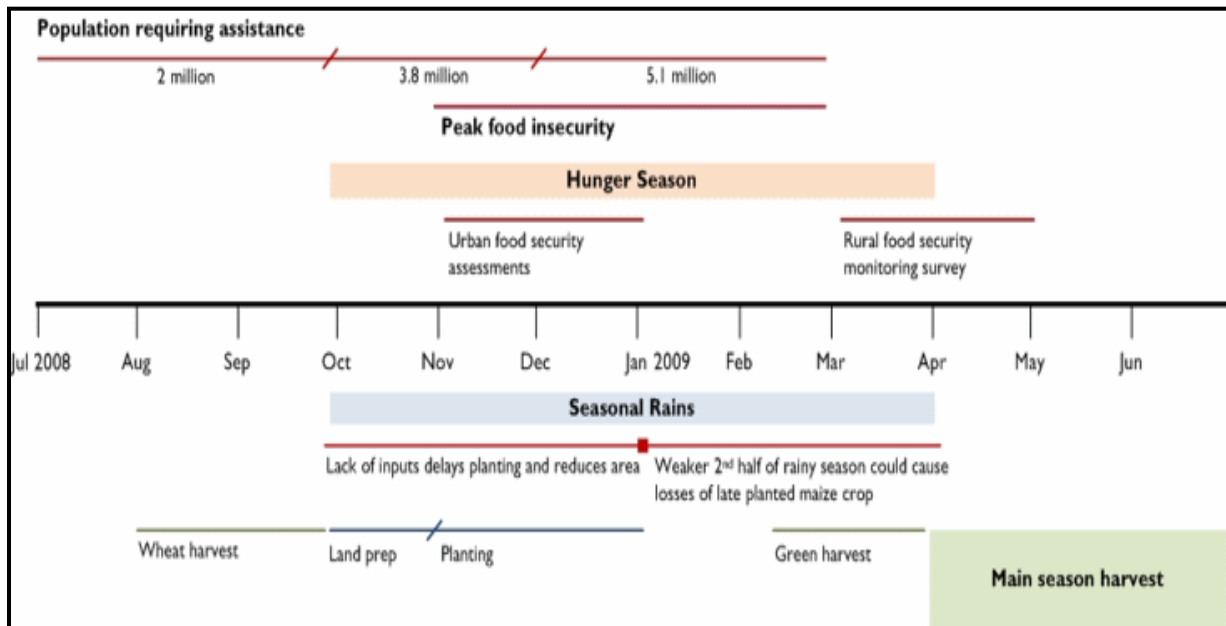 Population requiring assistance
2 million 3.8 million 5.1 million
Peak food insecurity
Hunger Season
Urban food security
assessments
Rural food security
monitoring survey
Jul 2008 Aug Sep Oct Nov Dec Jan 2009 Feb Mar Apr May Jun
Seasonal Rains
Lack of inputs delays planting and reduces area
Weaker 2nd half of rainy season could cause
losses of late planted maize crop
Wheat harvest Land prep Planting Green harvest
Main season harvest